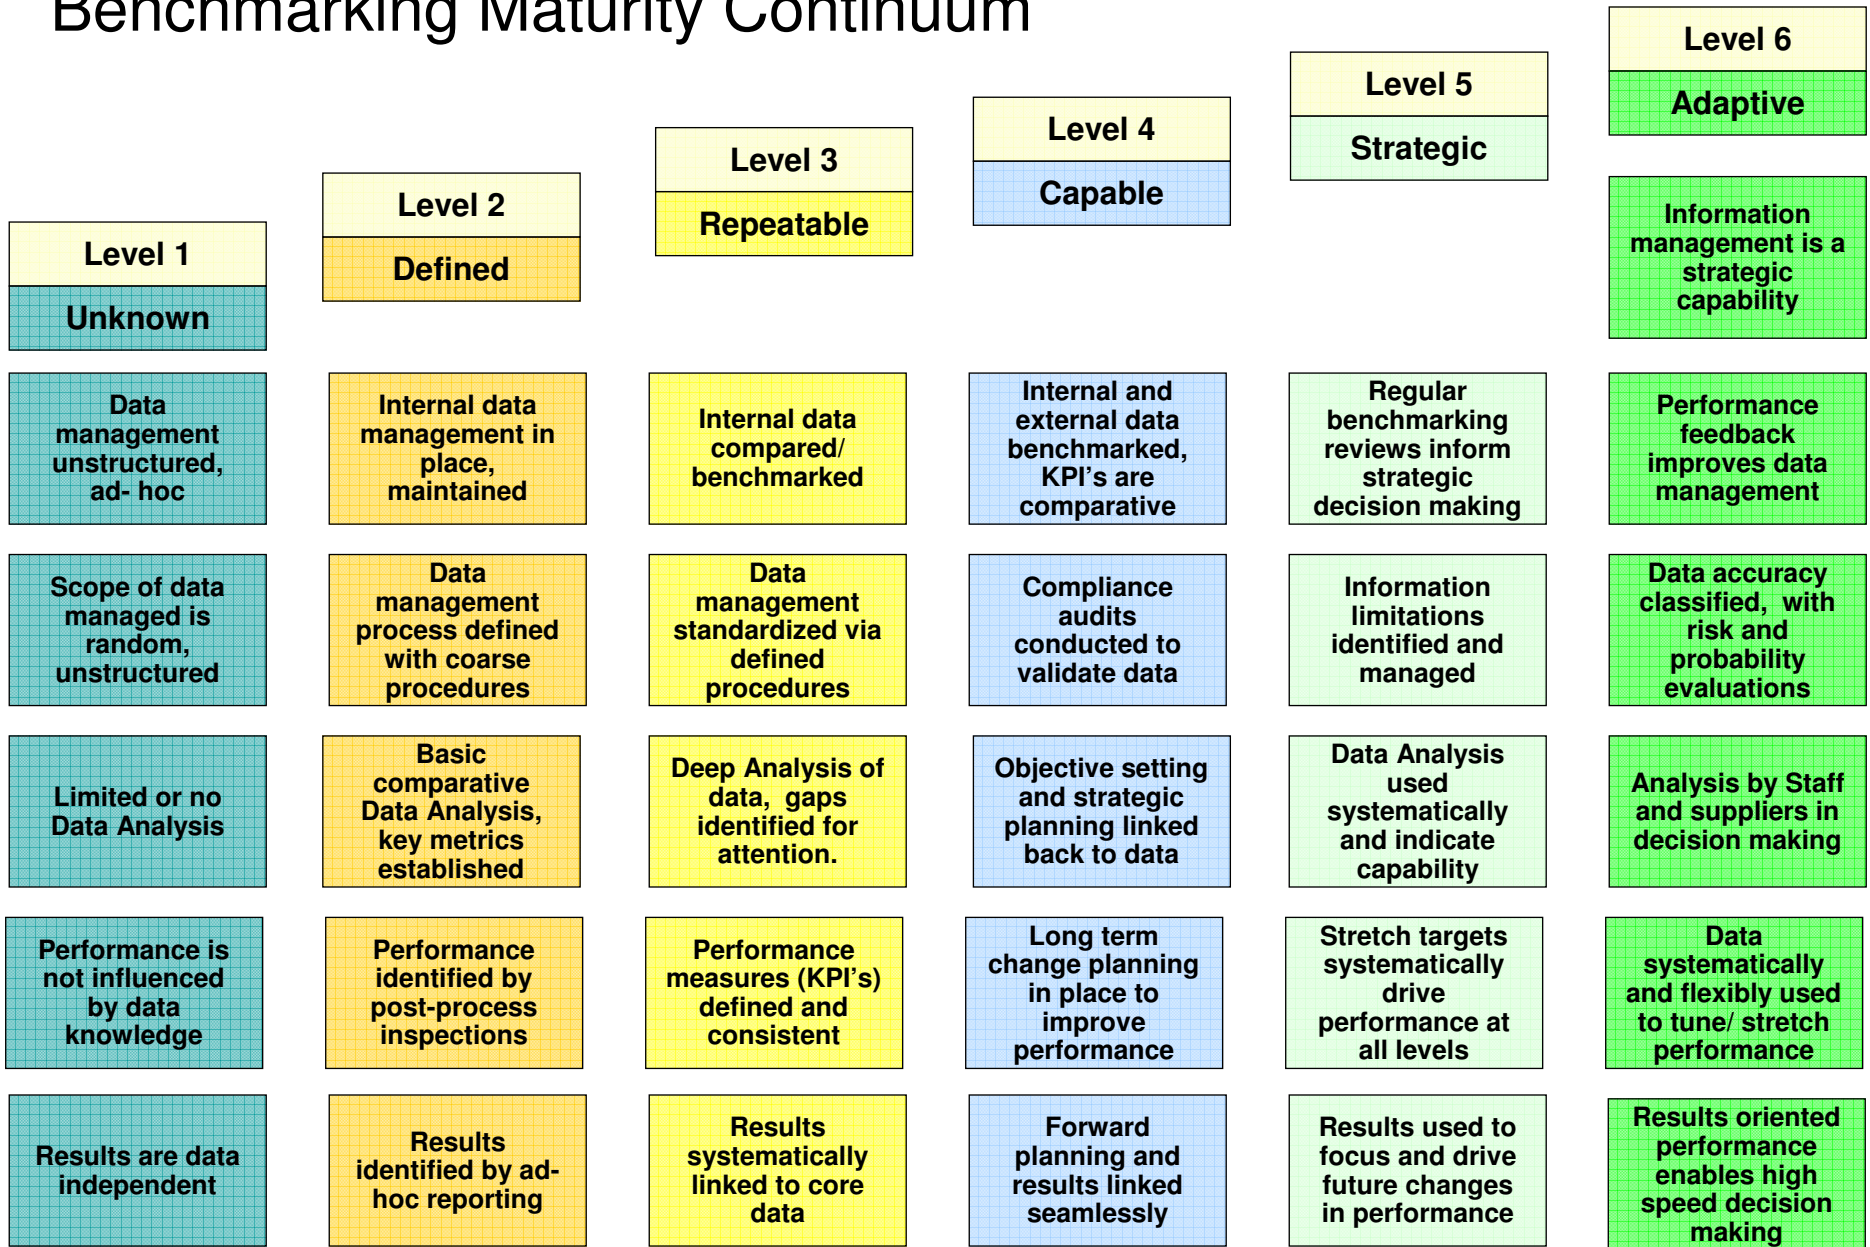 Benchmarking Maturity Continuum
Level 1
Unknown
Data
management
unstructured,
ad- hoc
Scope of data
managed is
random,
unstructured
Limited or no
Data Analysis
Performance is
not influenced
by data
knowledge
Results are data
independent
Level 2
Defined
Internal data
management in
place,
maintained
Data
management
process defined
with coarse
procedures
Basic
comparative
Data Analysis,
key metrics
established
Performance
identified by
post-process
inspections
Results
identified by ad-
hoc reporting
Level 3
Repeatable
Internal data
compared/
benchmarked
Data
management
standardized via
defined
procedures
Deep Analysis of
data,  gaps
identified for
attention.
Performance
measures (KPI's)
defined and
consistent
Results
systematically
linked to core
data
Level 4
Capable
Internal and
external data
benchmarked,
KPI's are
comparative
Compliance
audits
conducted to
validate data
Objective setting
and strategic
planning linked
back to data
Long term
change planning
in place to
improve
performance
Forward
planning and
results linked
seamlessly
Level 5
Strategic
Regular
benchmarking
reviews inform
strategic
decision making
Information
limitations
identified and
managed
Data Analysis
used
systematically
and indicate
capability
Stretch targets
systematically
drive
performance at
all levels
Results used to
focus and drive
future changes
in performance
Level 6
Adaptive
Information
management is a
strategic
capability
Performance
feedback
improves data
management
Data accuracy
classified,  with
risk and
probability
evaluations
Analysis by Staff
and suppliers in
decision making
Data
systematically
and flexibly used
to tune/ stretch
performance
Results oriented
performance
enables high
speed decision
making